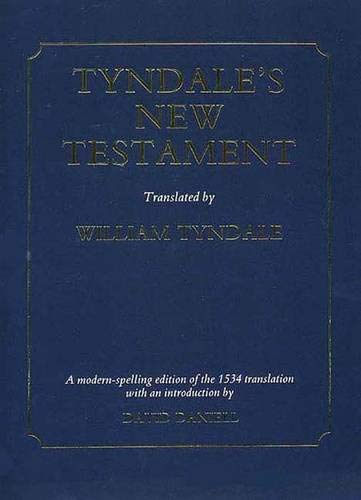 TYNDALE'S
NEW
TESTAMENT
Translated by
WILLIAM TYNDALE
A modern-spelling edition of the 1534 translation
with an introduction by
DAVID DANIELL